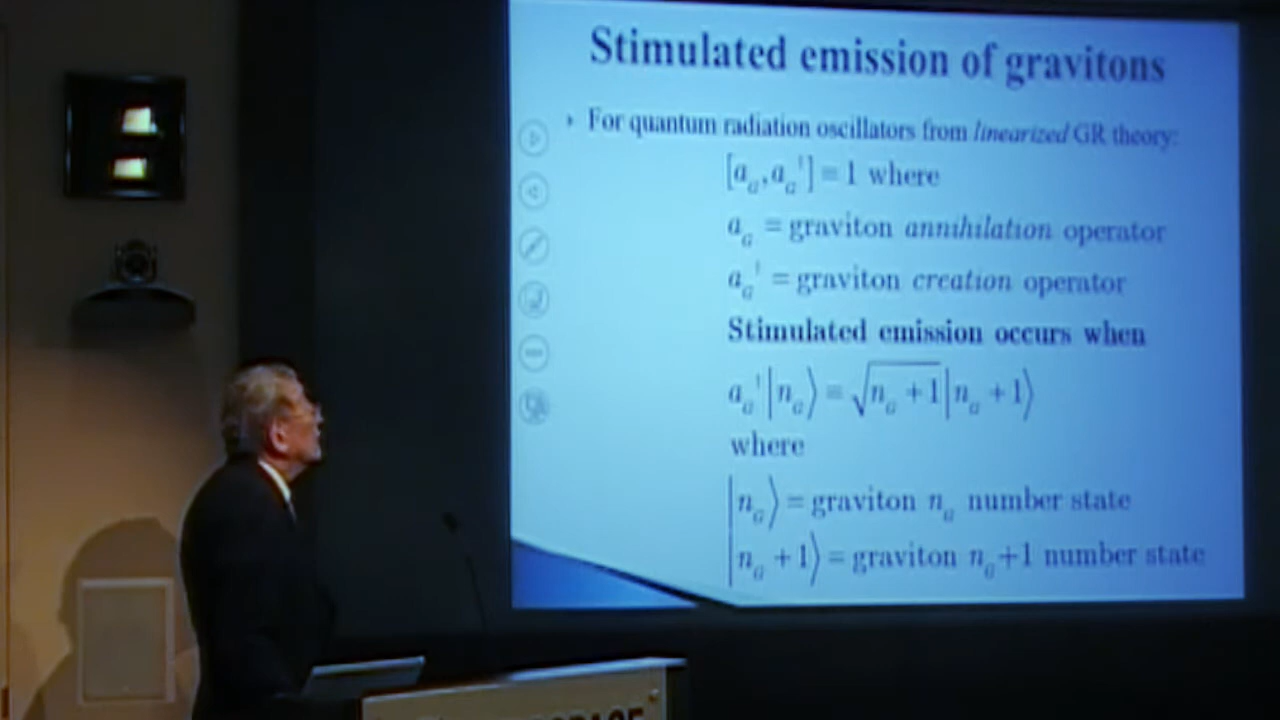 Stimulated emission of gravitons
For quantum radiation oscillators from linearized GR theory:
[a_G, a_G†] = 1 where
a_G = graviton annihilation operator
a_G† = graviton creation operator
Stimulated emission occurs when
a_G†|n_G⟩ = √(n_G + 1)|n_G + 1⟩
where
|n_G⟩ = graviton n_G number state
|n_G + 1⟩ = graviton n_G+1 number state